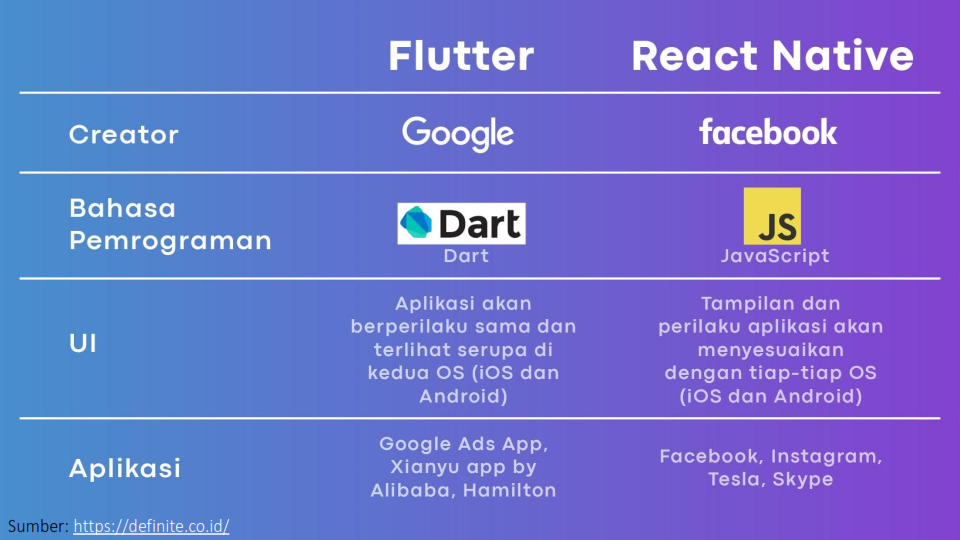 Flutter React Native
Creator Google facebook
Bahasa
Pemrograman
Dart JS
Dart JavaScript
UI
Aplikasi akan
berperilaku sama dan
terlihat serupa di
kedua OS (iOS dan
Android)
Tampilan dan
perilaku aplikasi akan
menyesuaikan
dengan tiap-tiap OS
(iOS dan Android)
Aplikasi
Google Ads App,
Xianyu app by
Alibaba, Hamilton
Facebook, Instagram,
Tesla, Skype
Sumber: https://definite.co.id/